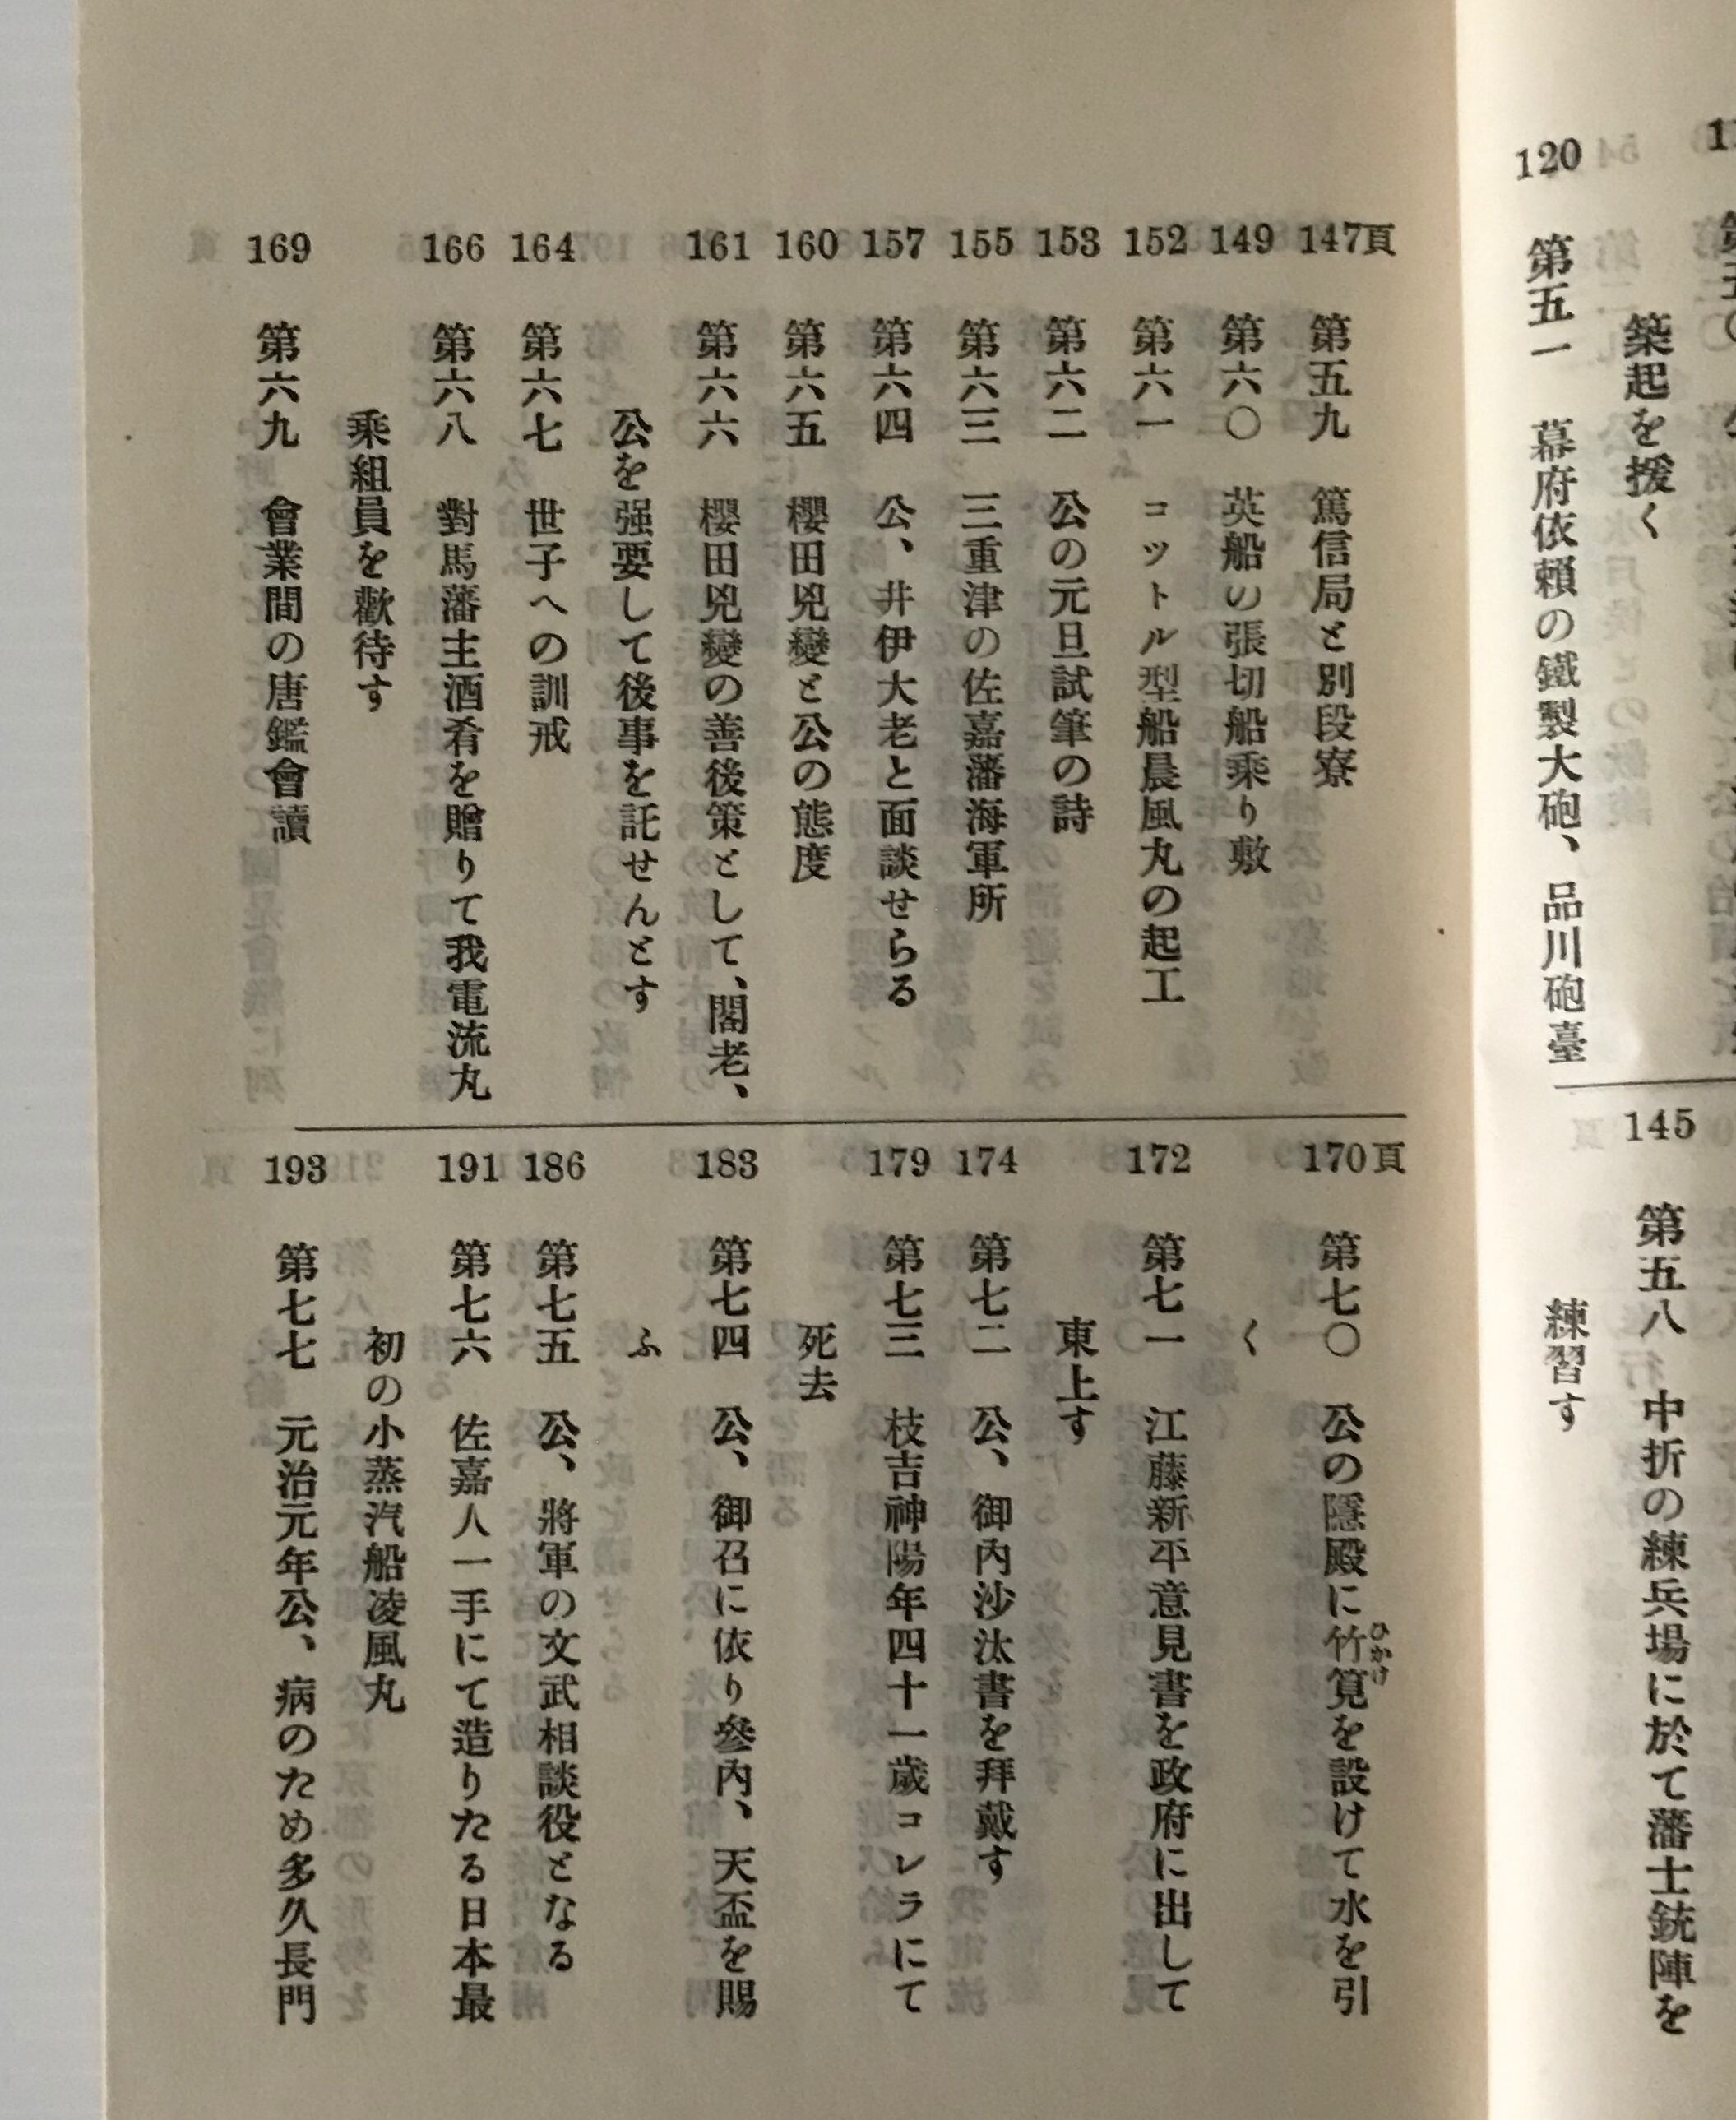 120
第五一 幕府依賴の鐵製大砲、品川砲臺
築起を援く
145
第五八 中折の練兵場に於て藩士銃陣を
練習す
147頁 第五九 篤信局と別段寮
149 第六〇 英船の張切船乘り敷
152 第六一 コットル型船晨風丸の起工
153 第六二 公の元旦試筆の詩
155 第六三 三重津の佐嘉藩海軍所
157 第六四 公、井伊大老と面談せらる
160 第六五 櫻田兇變と公の態度
161 第六六 櫻田兇變の善後策として、閣老、
公を强要して後事を託せんとす
164 第六七 世子への訓戒
166 第六八 對馬藩主酒肴を贈りて我電流丸
乘組員を歡待す
169 第六九 會業間の唐鑑會讀
170頁 第七〇 公の隱殿に竹筧を設けて水を引
ひかけ
く
172 第七一 江藤新平意見書を政府に出して
東上す
174 第七二 公、御內沙汰書を拜戴す
179 第七三 枝吉神陽年四十一歲コレラにて
死去
183 第七四 公、御召に依り參內、天盃を賜
ふ
186 第七五 公、將軍の文武相談役となる
191 第七六 佐嘉人一手にて造りたる日本最
初の小蒸汽船凌風丸
193 第七七 元治元年公、病のため多久長門